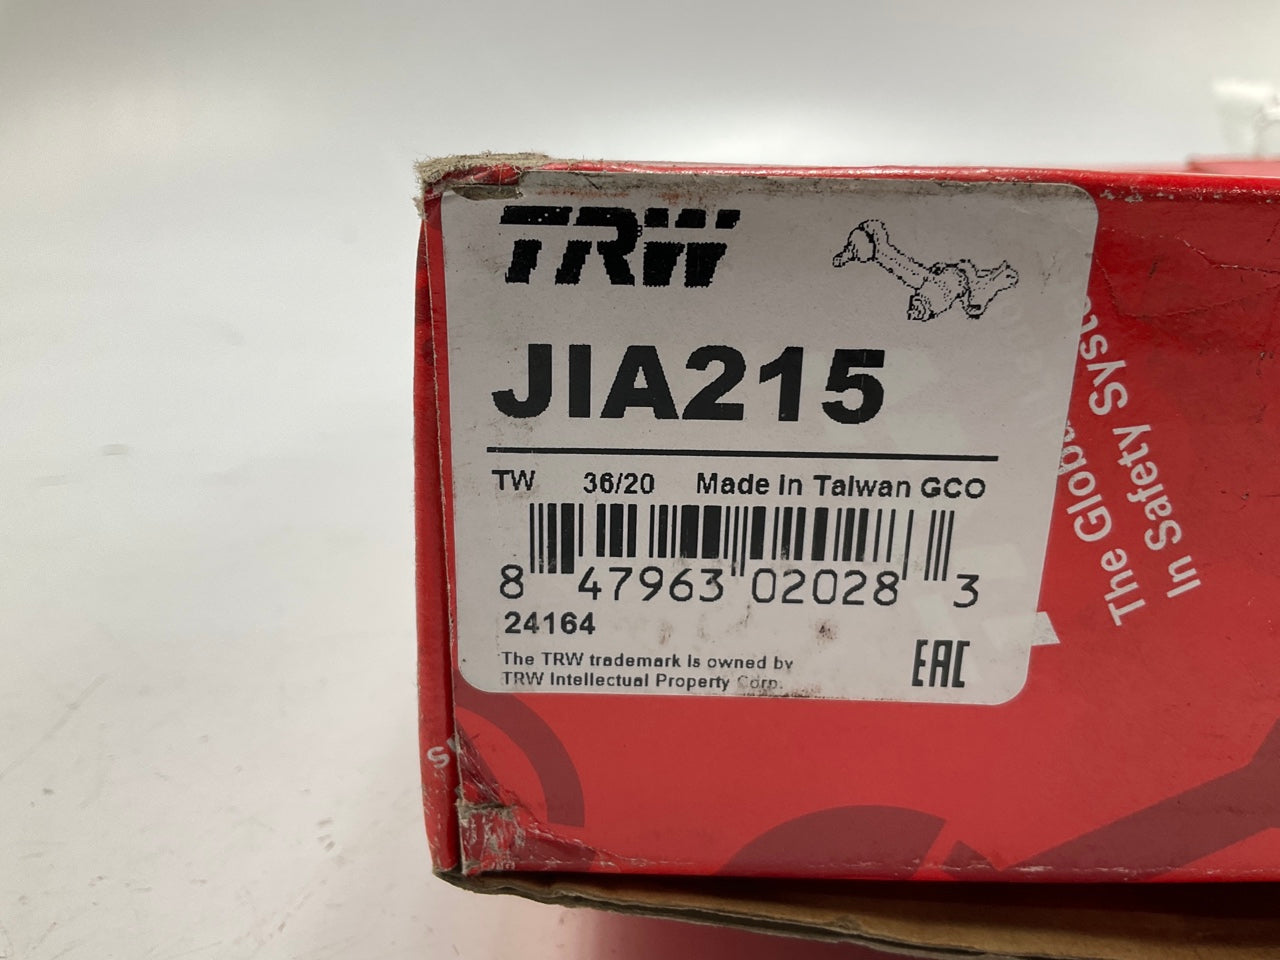 TRW
JIA215
TW 36/20 Made in Taiwan GCO
8 47963 02028 3
24164
EAC
The TRW trademark is owned by
TRW Intellectual Property Corp.
The Global Syste
In Safety Syst